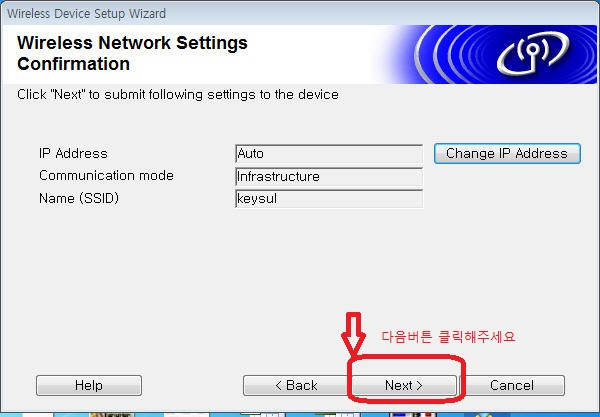 Wireless Device Setup Wizard
Wireless Network Settings
Confirmation
Click "Next" to submit following settings to the device
IP Address Auto Change IP Address
Communication mode Infrastructure
Name (SSID) keysul
다음버튼 클릭해주세요
Help < Back Next > Cancel